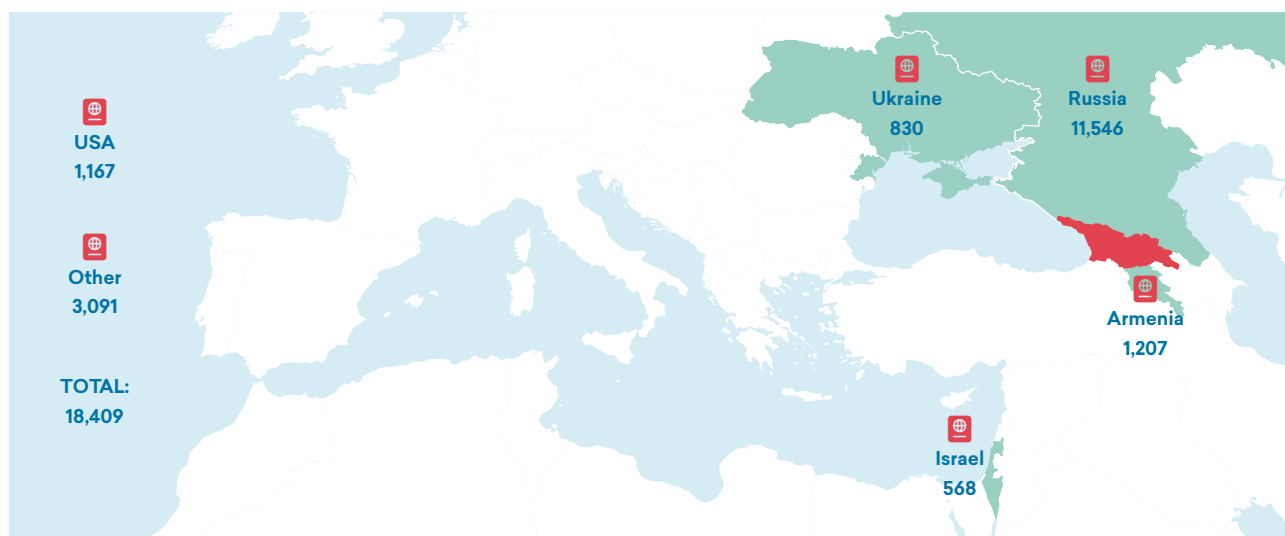 USA
1,167
Other
3,091
TOTAL:
18,409
Ukraine
830
Russia
11,546
Armenia
1,207
Israel
568